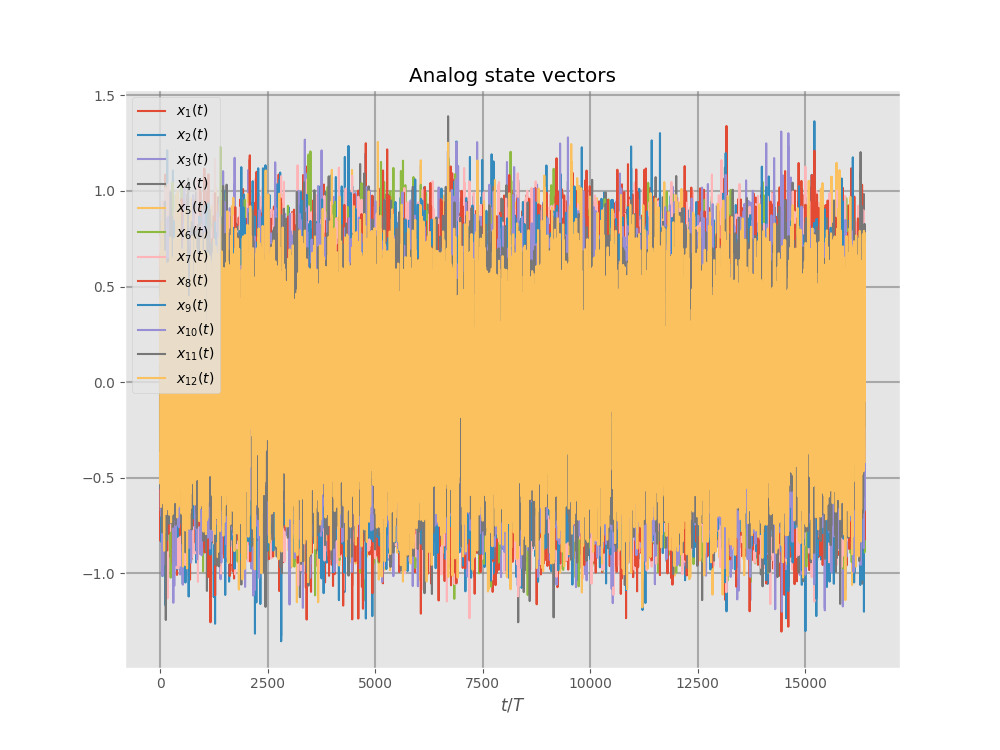 Analog state vectors
1.5
1.0
0.5
0.0
−0.5
−1.0
x₁(t)
x₂(t)
x₃(t)
x₄(t)
x₅(t)
x₆(t)
x₇(t)
x₈(t)
x₉(t)
x₁₀(t)
x₁₁(t)
x₁₂(t)
0 2500 5000 7500 10000 12500 15000
t/T